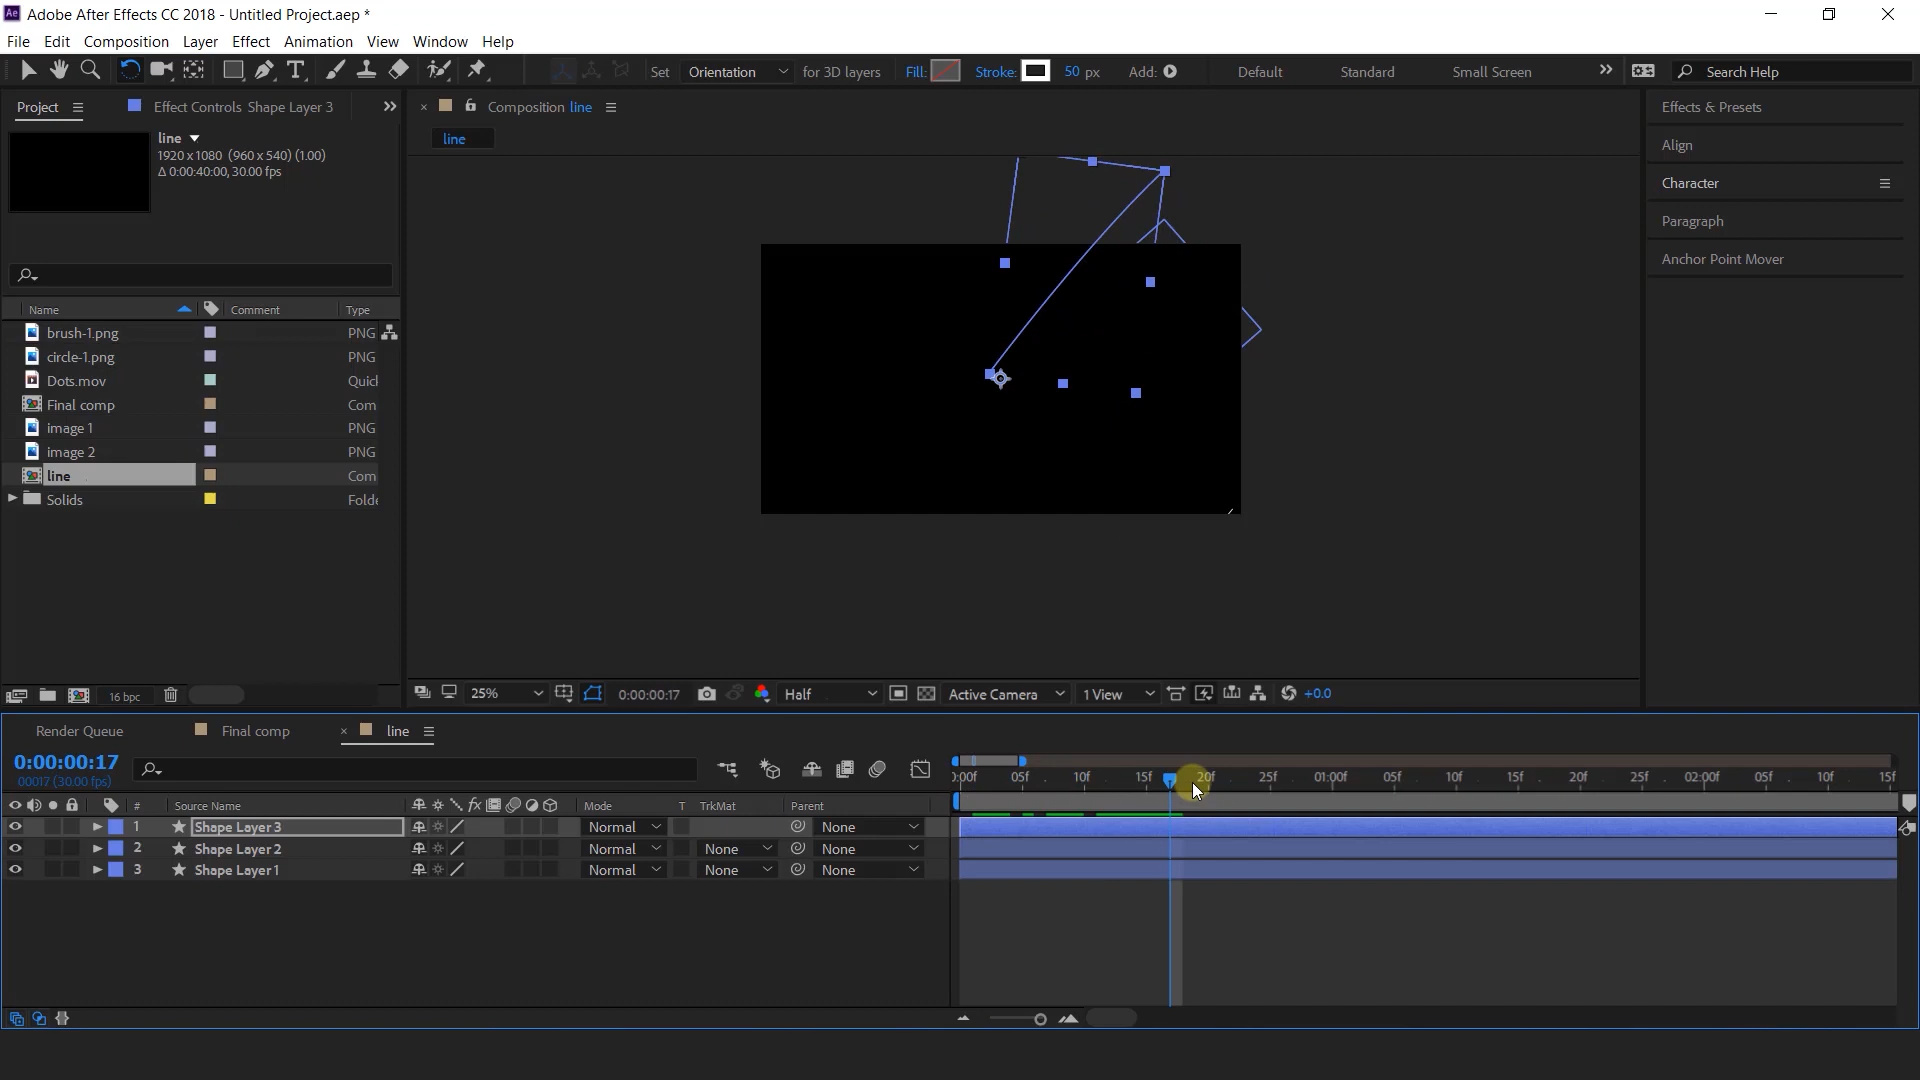 Ae Adobe After Effects CC 2018 - Untitled Project.aep *
File Edit Composition Layer Effect Animation View Window Help
Set Orientation for 3D layers Fill: Stroke: 50 px Add: Default Standard Small Screen Search Help
Project Effect Controls Shape Layer 3
Composition line
Effects & Presets
line
1920 x 1080 (960 x 540) (1.00)
Δ 0:00:40:00, 30.00 fps
line
Align
Character
Paragraph
Anchor Point Mover
Name Comment Type
brush-1.png PNG
circle-1.png PNG
Dots.mov Quicl
Final comp Com
image 1 PNG
image 2 PNG
line Com
Solids Folde
16 bpc
25% 0:00:00:17 Half Active Camera 1 View +0.0
Render Queue Final comp line
0:00:00:17
00017 (30.00 fps)
0:00f 05f 10f 15f 20f 25f 01:00f 05f 10f 15f 20f 25f 02:00f 05f 10f 15f
# Source Name Mode T TrkMat Parent
1 Shape Layer 3 Normal None
2 Shape Layer 2 Normal None None
3 Shape Layer 1 Normal None None